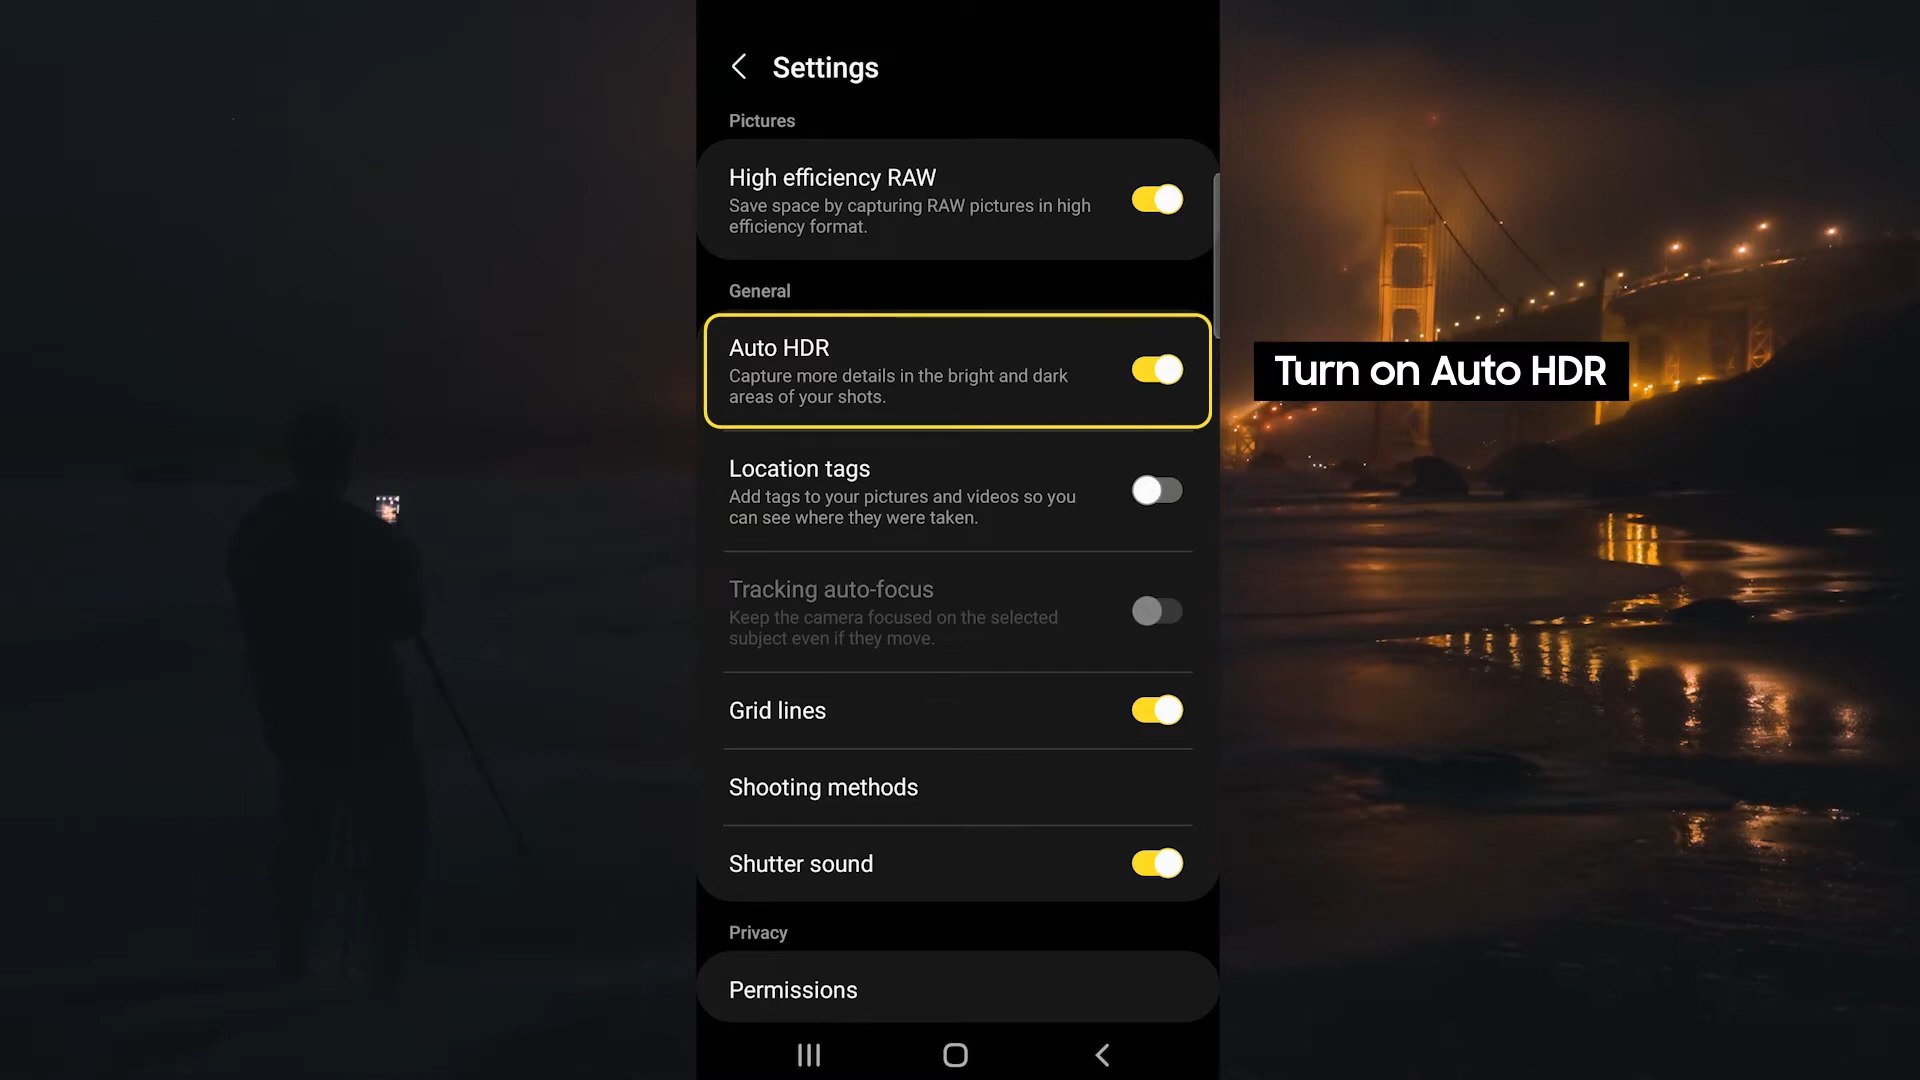 Settings
Pictures
High efficiency RAW
Save space by capturing RAW pictures in high
efficiency format.
General
Auto HDR
Capture more details in the bright and dark
areas of your shots.
Turn on Auto HDR
Location tags
Add tags to your pictures and videos so you
can see where they were taken.
Tracking auto-focus
Keep the camera focused on the selected
subject even if they move.
Grid lines
Shooting methods
Shutter sound
Privacy
Permissions